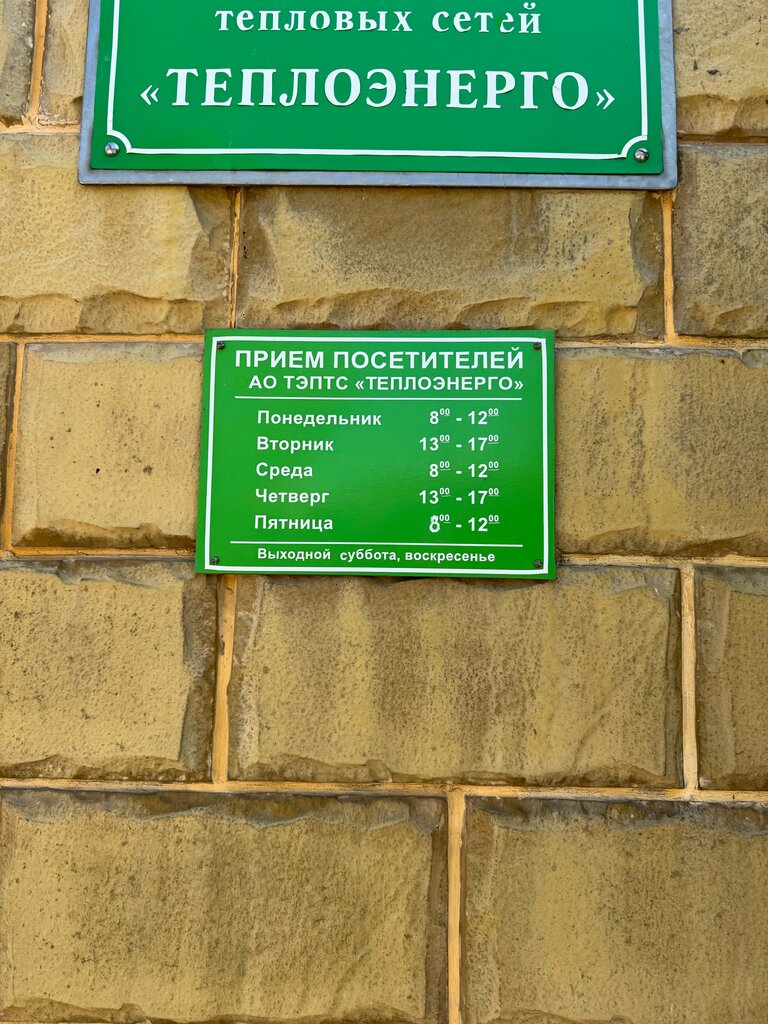 тепловых сетей
«ТЕПЛОЭНЕРГО»
ПРИЕМ ПОСЕТИТЕЛЕЙ
АО ТЭПТС «ТЕПЛОЭНЕРГО»
Понедельник 8⁰⁰ - 12⁰⁰
Вторник 13⁰⁰ - 17⁰⁰
Среда 8⁰⁰ - 12⁰⁰
Четверг 13⁰⁰ - 17⁰⁰
Пятница 8⁰⁰ - 12⁰⁰
Выходной суббота, воскресенье